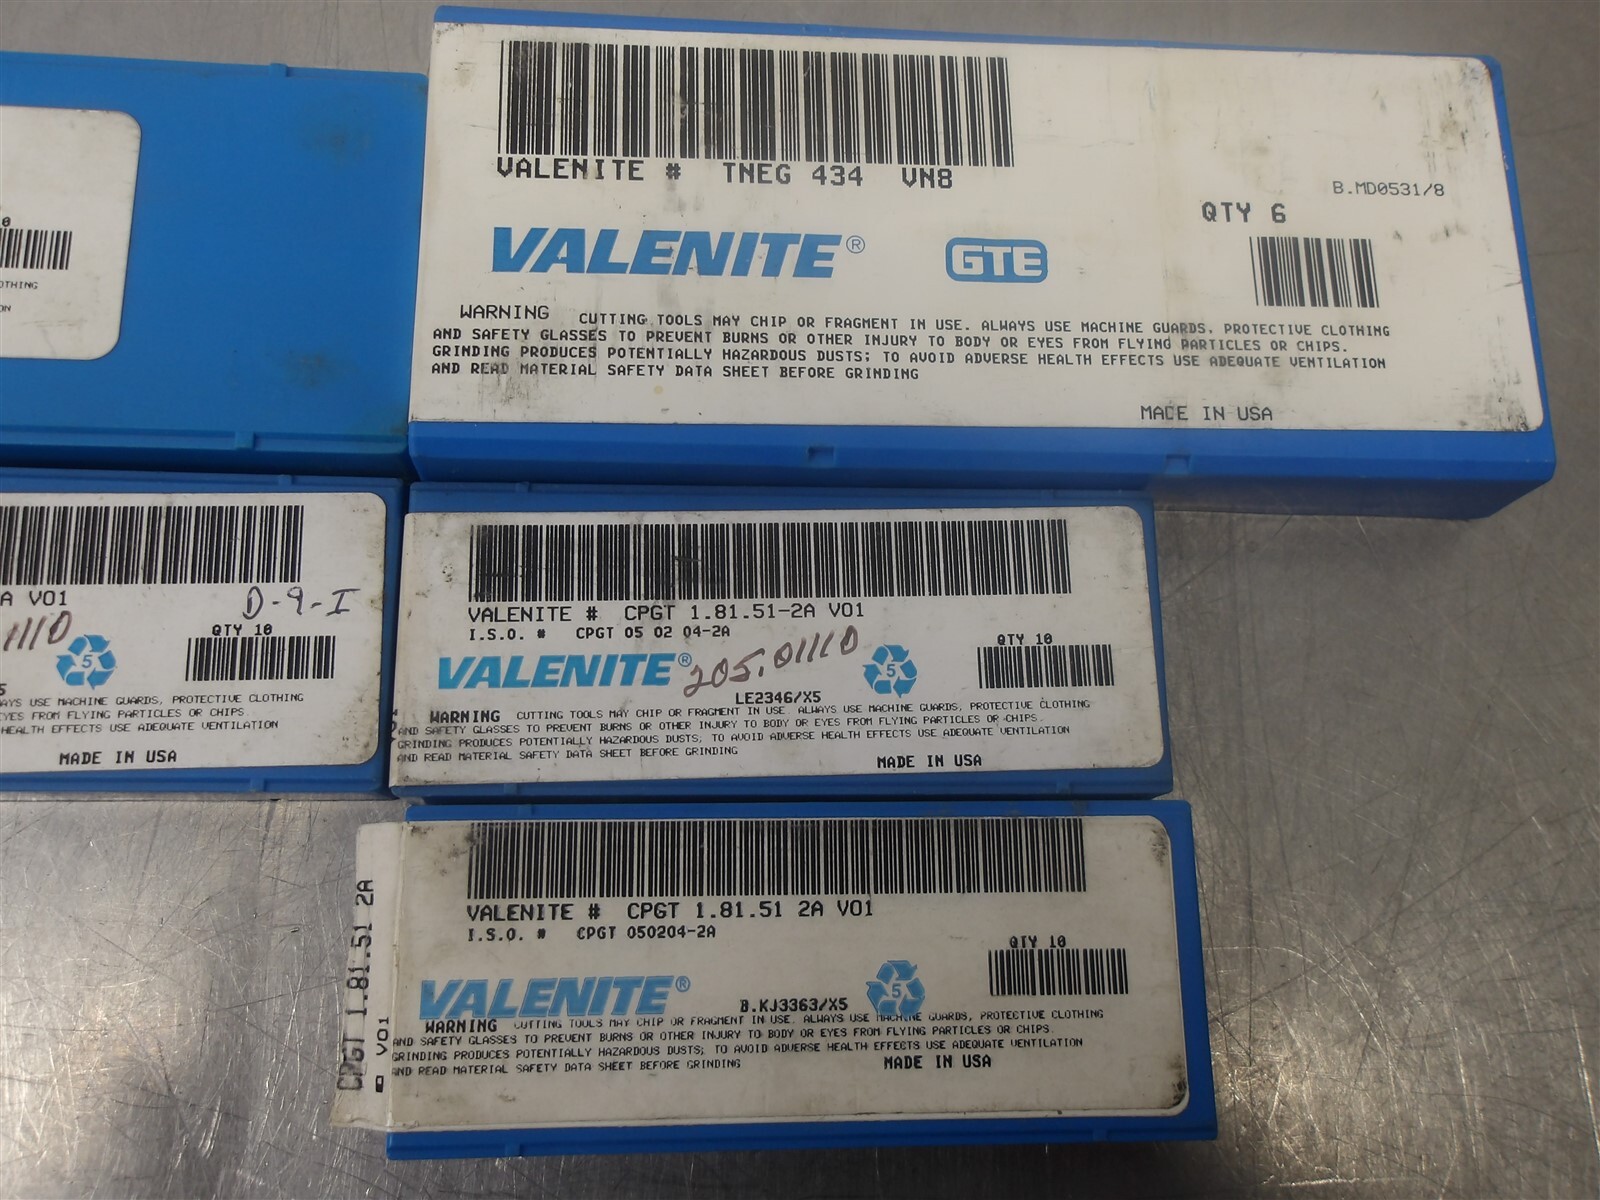 VALENITE # TNEG 434 VN8
B.MD0531/8
QTY 6
VALENITE® GTE
WARNING CUTTING TOOLS MAY CHIP OR FRAGMENT IN USE. ALWAYS USE MACHINE GUARDS, PROTECTIVE CLOTHING
AND SAFETY GLASSES TO PREVENT BURNS OR OTHER INJURY TO BODY OR EYES FROM FLYING PARTICLES OR CHIPS.
GRINDING PRODUCES POTENTIALLY HAZARDOUS DUSTS; TO AVOID ADVERSE HEALTH EFFECTS USE ADEQUATE VENTILATION
AND READ MATERIAL SAFETY DATA SHEET BEFORE GRINDING
MADE IN USA
0
OTHING
ON
A V01
D-9-I
1110
QTY 10
5
5
AYS USE MACHINE GUARDS, PROTECTIVE CLOTHING
EYES FROM FLYING PARTICLES OR CHIPS.
HEALTH EFFECTS USE ADEQUATE VENTILATION
MADE IN USA
VALENITE # CPGT 1.81.51-2A V01
I.S.O. # CPGT 05 02 04-2A
QTY 10
VALENITE® 205.01110
5
LE2346/X5
WARNING CUTTING TOOLS MAY CHIP OR FRAGMENT IN USE. ALWAYS USE MACHINE GUARDS, PROTECTIVE CLOTHING
AND SAFETY GLASSES TO PREVENT BURNS OR OTHER INJURY TO BODY OR EYES FROM FLYING PARTICLES OR CHIPS.
GRINDING PRODUCES POTENTIALLY HAZARDOUS DUSTS; TO AVOID ADVERSE HEALTH EFFECTS USE ADEQUATE VENTILATION
AND READ MATERIAL SAFETY DATA SHEET BEFORE GRINDING
MADE IN USA
CPGT 1.81.51 2A
V01
VALENITE # CPGT 1.81.51 2A V01
I.S.O. # CPGT 050204-2A
QTY 10
VALENITE®
B.KJ3363/X5
5
WARNING CUTTING TOOLS MAY CHIP OR FRAGMENT IN USE. ALWAYS USE MACHINE GUARDS, PROTECTIVE CLOTHING
AND SAFETY GLASSES TO PREVENT BURNS OR OTHER INJURY TO BODY OR EYES FROM FLYING PARTICLES OR CHIPS.
GRINDING PRODUCES POTENTIALLY HAZARDOUS DUSTS; TO AVOID ADVERSE HEALTH EFFECTS USE ADEQUATE VENTILATION
AND READ MATERIAL SAFETY DATA SHEET BEFORE GRINDING
MADE IN USA